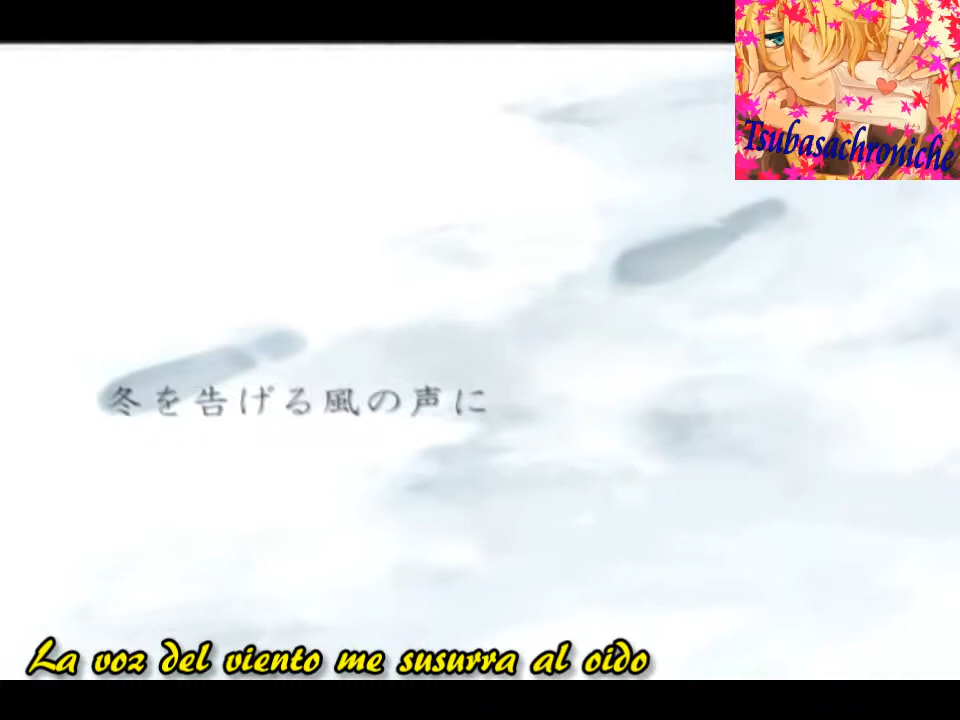 Tsubasachroniche
冬を告げる風の声に
La voz del viento me susurra al oido